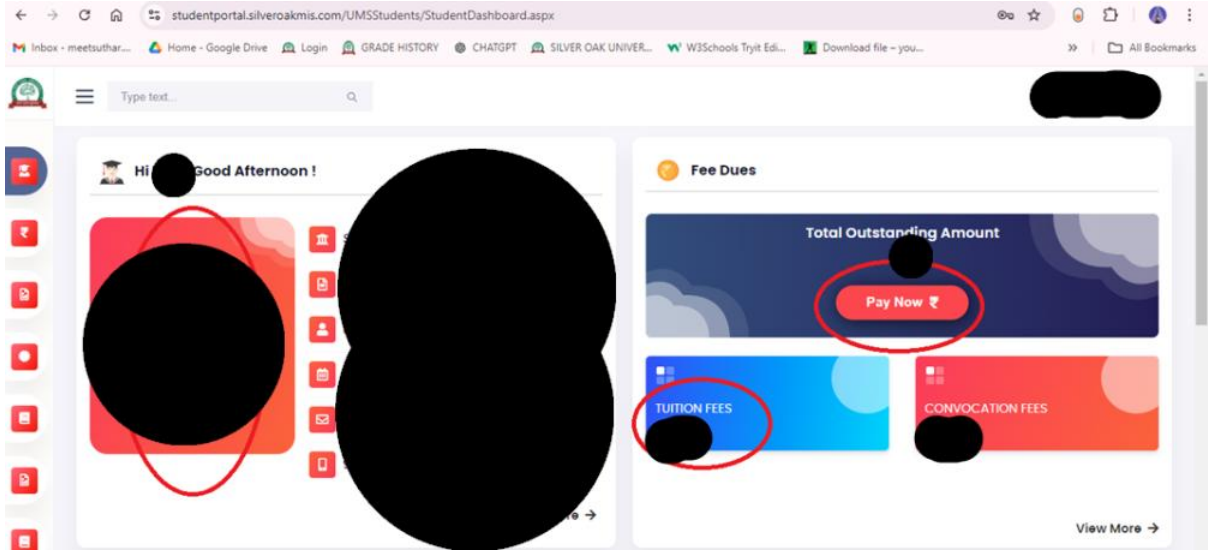 studentportal.silveroakmis.com/UMSStudents/StudentDashboard.aspx
Inbox - meetsuthar... Home - Google Drive Login GRADE HISTORY CHATGPT SILVER OAK UNIVER... W3Schools Tryit Edi... Download file – you... » All Bookmarks
Type text...
Hi Good Afternoon !
Fee Dues
Total Outstanding Amount
Pay Now ₹
TUITION FEES
CONVOCATION FEES
View More →